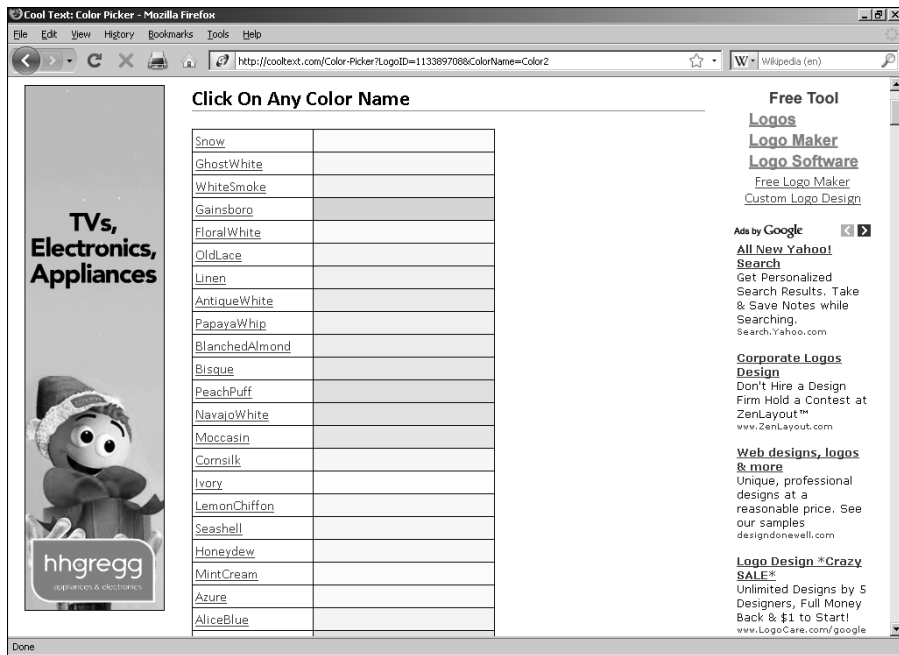 Cool Text: Color Picker - Mozilla Firefox
File Edit View History Bookmarks Tools Help
http://cooltext.com/Color-Picker?LogoID=1133897088&ColorName=Color2
W
Wikipedia (en)
TVs,
Electronics,
Appliances
hhgregg
appliances & electronics
Click On Any Color Name
Snow
GhostWhite
WhiteSmoke
Gainsboro
FloralWhite
OldLace
Linen
AntiqueWhite
PapayaWhip
BlanchedAlmond
Bisque
PeachPuff
NavajoWhite
Moccasin
Cornsilk
Ivory
LemonChiffon
Seashell
Honeydew
MintCream
Azure
AliceBlue
Free Tool
Logos
Logo Maker
Logo Software
Free Logo Maker
Custom Logo Design
Ads by Google
All New Yahoo!
Search
Get Personalized
Search Results. Take
& Save Notes while
Searching.
Search.Yahoo.com
Corporate Logos
Design
Don't Hire a Design
Firm Hold a Contest at
ZenLayout™
www.ZenLayout.com
Web designs, logos
& more
Unique, professional
designs at a
reasonable price. See
our samples
designdonewell.com
Logo Design *Crazy
SALE*
Unlimited Designs by 5
Designers, Full Money
Back & $1 to Start!
www.LogoCare.com/google
Done